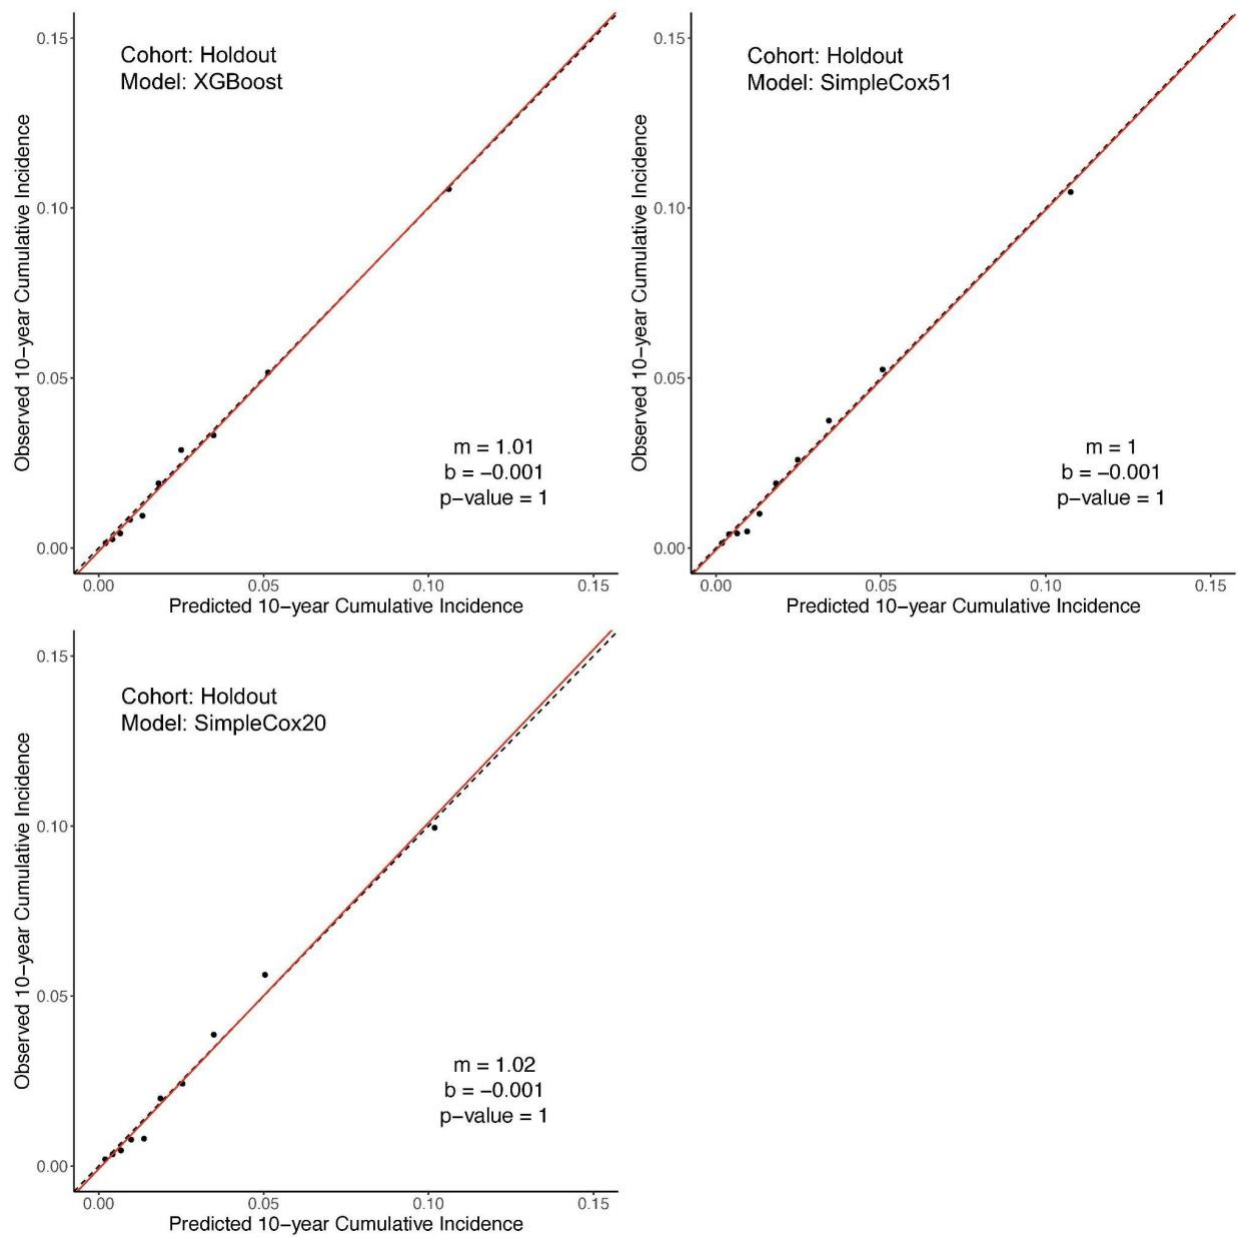 Cohort: Holdout
Model: XGBoost
Observed 10−year Cumulative Incidence
0.15
0.10
0.05
0.00
m = 1.01
b = −0.001
p−value = 1
0.00 0.05 0.10 0.15
Predicted 10−year Cumulative Incidence
Cohort: Holdout
Model: SimpleCox51
Observed 10−year Cumulative Incidence
0.15
0.10
0.05
0.00
m = 1
b = −0.001
p−value = 1
0.00 0.05 0.10 0.15
Predicted 10−year Cumulative Incidence
Cohort: Holdout
Model: SimpleCox20
Observed 10−year Cumulative Incidence
0.15
0.10
0.05
0.00
m = 1.02
b = −0.001
p−value = 1
0.00 0.05 0.10 0.15
Predicted 10−year Cumulative Incidence